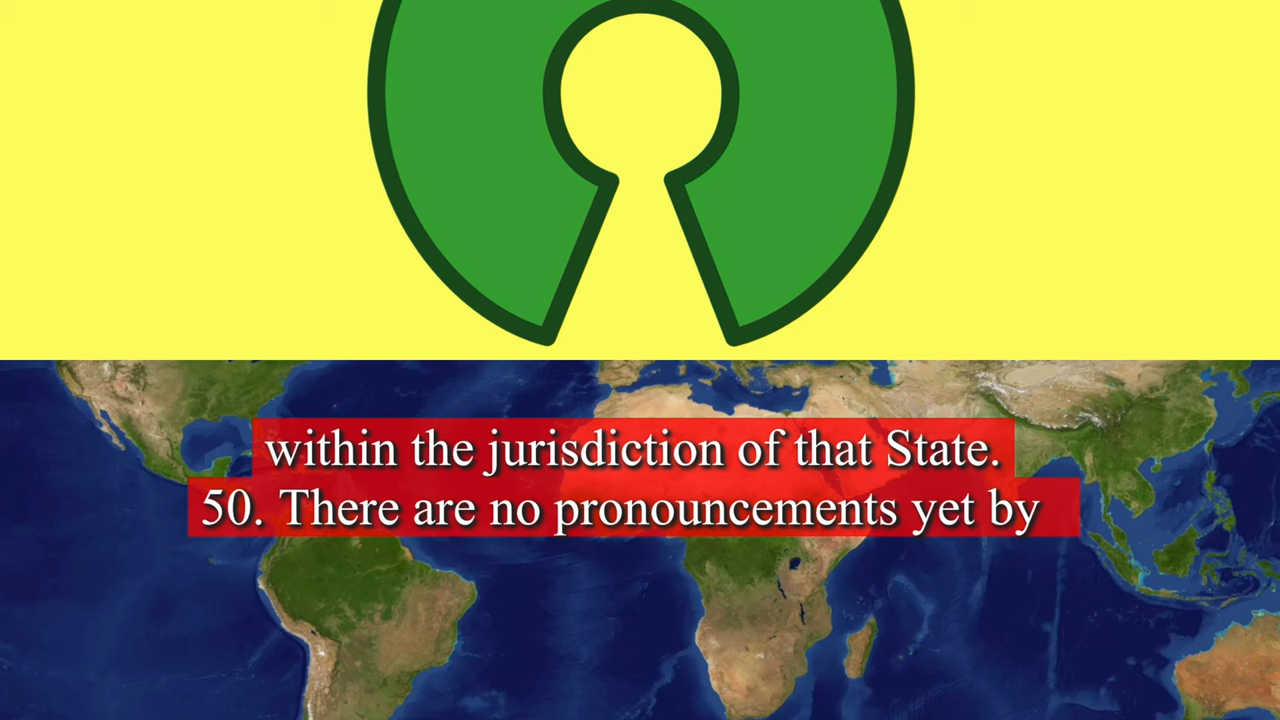 within the jurisdiction of that State.
50. There are no pronouncements yet by